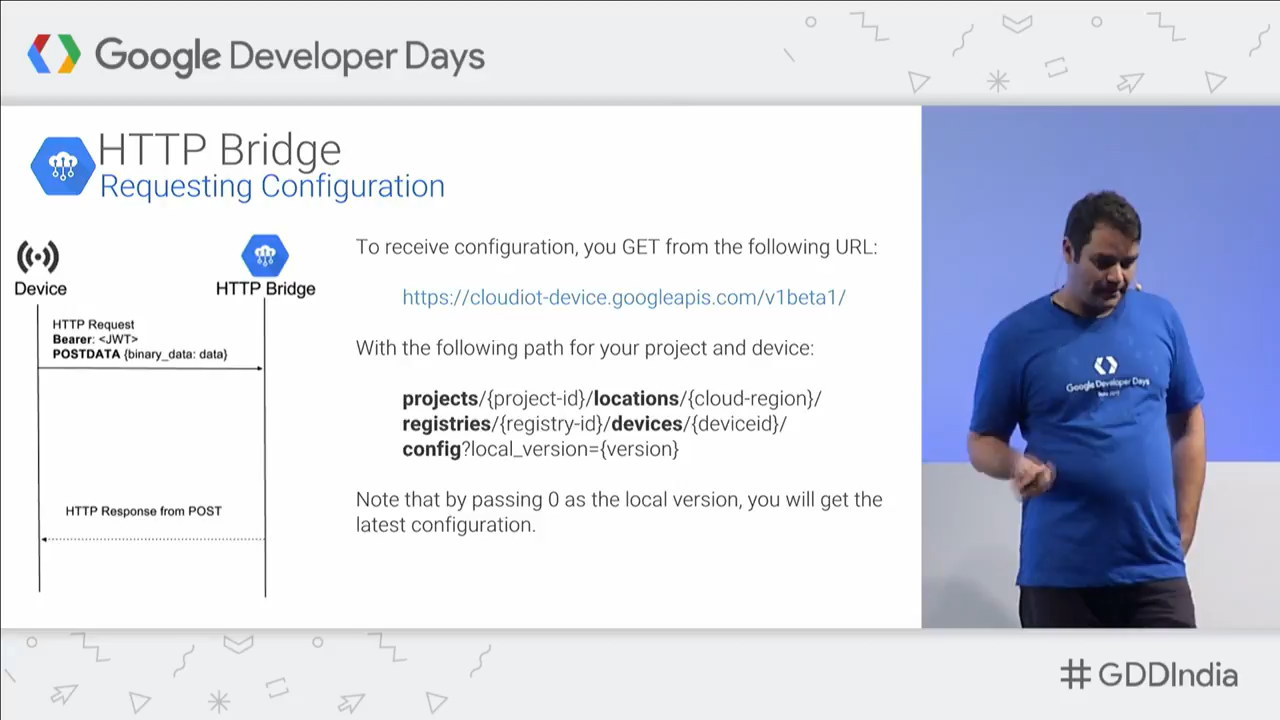 Google Developer Days
HTTP Bridge
Requesting Configuration
Device
HTTP Bridge
HTTP Request
Bearer: <JWT>
POSTDATA {binary_data: data}
HTTP Response from POST
To receive configuration, you GET from the following URL:
https://cloudiot-device.googleapis.com/v1beta1/
With the following path for your project and device:
projects/{project-id}/locations/{cloud-region}/
registries/{registry-id}/devices/{deviceid}/
config?local_version={version}
Note that by passing 0 as the local version, you will get the
latest configuration.
Google Developer Days
#GDDIndia